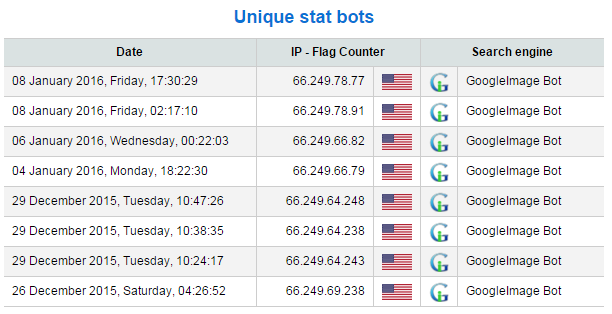 Unique stat bots
Date IP - Flag Counter Search engine
08 January 2016, Friday, 17:30:29 66.249.78.77 GoogleImage Bot
08 January 2016, Friday, 02:17:10 66.249.78.91 GoogleImage Bot
06 January 2016, Wednesday, 00:22:03 66.249.66.82 GoogleImage Bot
04 January 2016, Monday, 18:22:30 66.249.66.79 GoogleImage Bot
29 December 2015, Tuesday, 10:47:26 66.249.64.248 GoogleImage Bot
29 December 2015, Tuesday, 10:38:35 66.249.64.238 GoogleImage Bot
29 December 2015, Tuesday, 10:24:17 66.249.64.243 GoogleImage Bot
26 December 2015, Saturday, 04:26:52 66.249.69.238 GoogleImage Bot